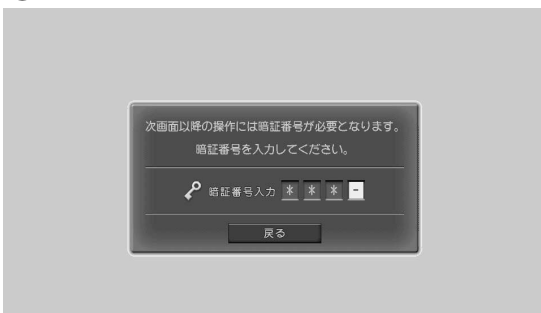 次画面以降の操作には暗証番号が必要となります。
暗証番号を入力してください。
暗証番号入力 * * * -
戻る